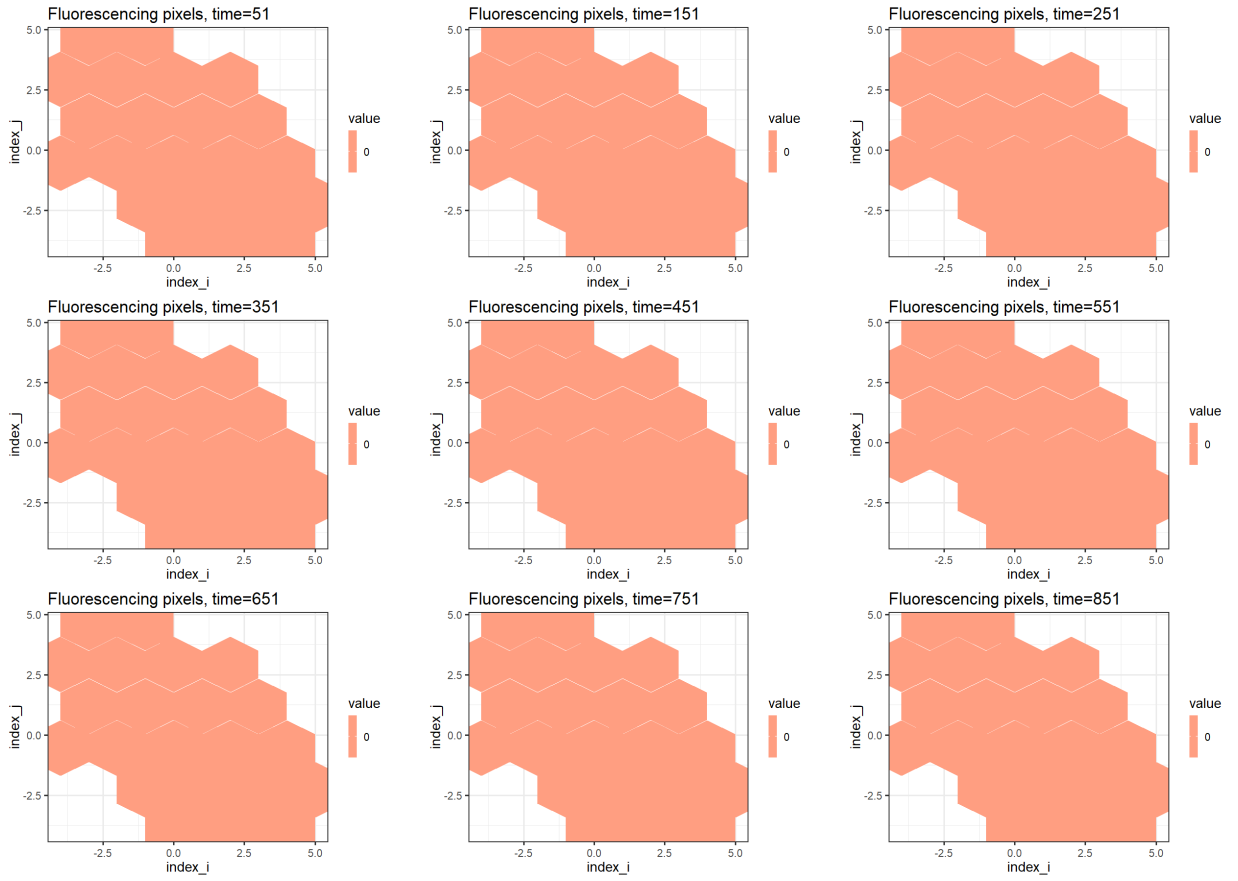 Fluorescencing pixels, time=51
5.0
2.5
0.0
-2.5
index_j
-2.5 0.0 2.5 5.0
index_i
value
0
Fluorescencing pixels, time=151
5.0
2.5
0.0
-2.5
index_j
-2.5 0.0 2.5 5.0
index_i
value
0
Fluorescencing pixels, time=251
5.0
2.5
0.0
-2.5
index_j
-2.5 0.0 2.5 5.0
index_i
value
0
Fluorescencing pixels, time=351
5.0
2.5
0.0
-2.5
index_j
-2.5 0.0 2.5 5.0
index_i
value
0
Fluorescencing pixels, time=451
5.0
2.5
0.0
-2.5
index_j
-2.5 0.0 2.5 5.0
index_i
value
0
Fluorescencing pixels, time=551
5.0
2.5
0.0
-2.5
index_j
-2.5 0.0 2.5 5.0
index_i
value
0
Fluorescencing pixels, time=651
5.0
2.5
0.0
-2.5
index_j
-2.5 0.0 2.5 5.0
index_i
value
0
Fluorescencing pixels, time=751
5.0
2.5
0.0
-2.5
index_j
-2.5 0.0 2.5 5.0
index_i
value
0
Fluorescencing pixels, time=851
5.0
2.5
0.0
-2.5
index_j
-2.5 0.0 2.5 5.0
index_i
value
0